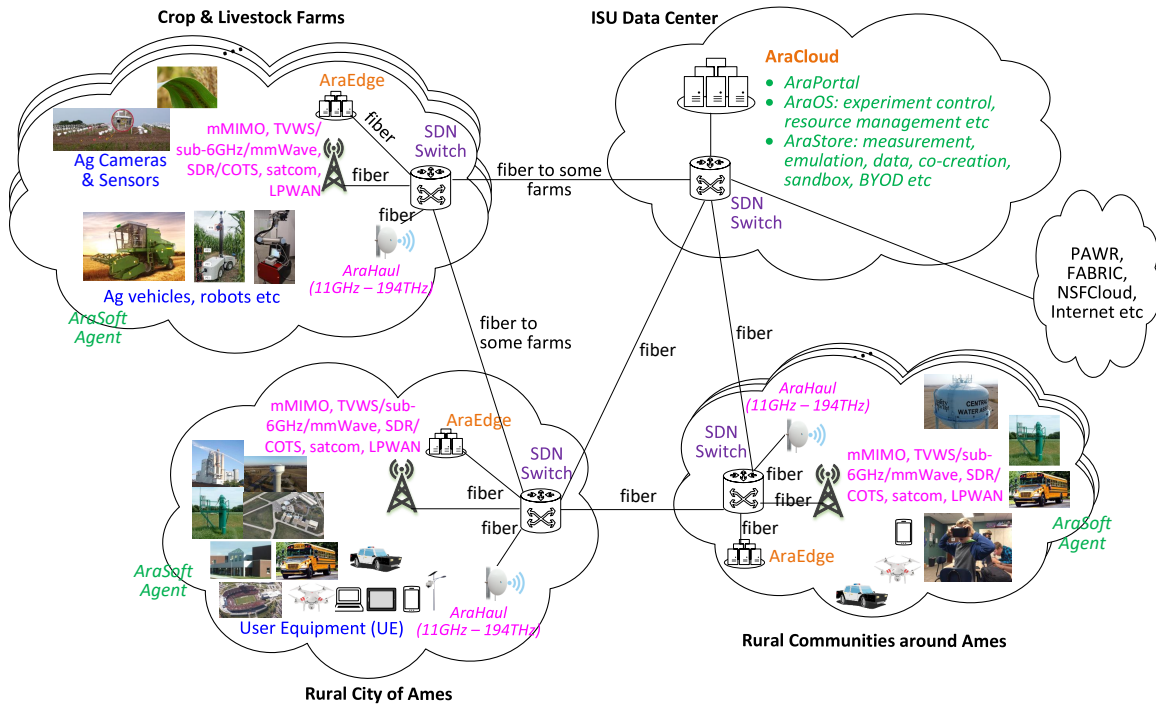 Crop & Livestock Farms
ISU Data Center
AraEdge
fiber
mMIMO, TVWS/
sub-6GHz/mmWave,
SDR/COTS, satcom,
LPWAN
SDN
Switch
fiber
fiber
Ag Cameras
& Sensors
AraHaul
(11GHz – 194THz)
Ag vehicles, robots etc
AraSoft
Agent
fiber to some
farms
AraCloud
• AraPortal
• AraOS: experiment control,
resource management etc
• AraStore: measurement,
emulation, data, co-creation,
sandbox, BYOD etc
SDN
Switch
PAWR,
FABRIC,
NSFCloud,
Internet etc
fiber to
some farms
fiber
fiber
mMIMO, TVWS/sub-
6GHz/mmWave, SDR/
COTS, satcom, LPWAN
AraEdge
SDN
Switch
fiber
fiber
fiber
AraSoft
Agent
User Equipment (UE)
AraHaul
(11GHz – 194THz)
Rural City of Ames
AraHaul
(11GHz – 194THz)
CENTRAL
WATER
SDN
Switch
mMIMO, TVWS/sub-
6GHz/mmWave, SDR/
COTS, satcom, LPWAN
fiber
fiber
fiber
AraEdge
AraSoft
Agent
Rural Communities around Ames